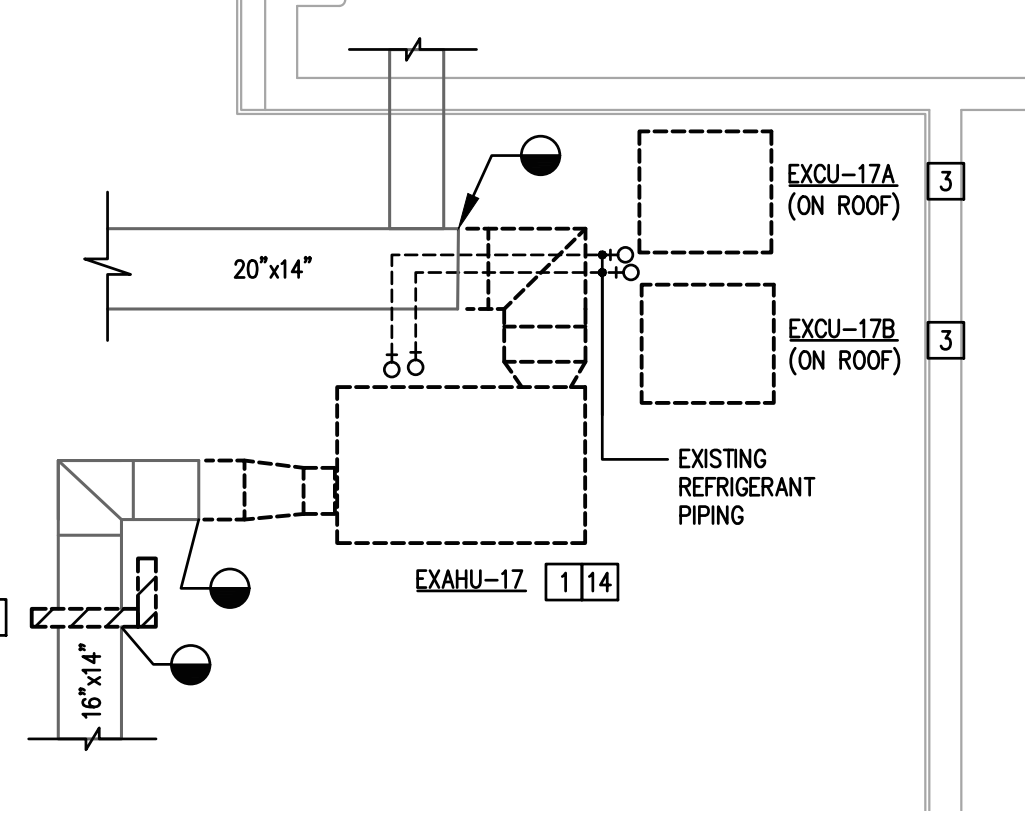 EXCU-17A 3
(ON ROOF)
20"x14"
EXCU-17B 3
(ON ROOF)
EXISTING
REFRIGERANT
PIPING
EXAHU-17 1 14
16"x14"